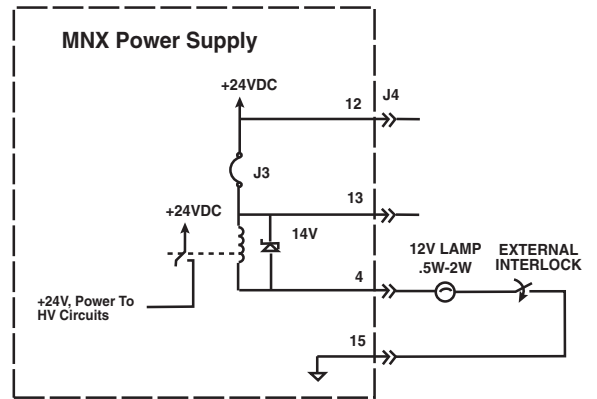 MNX Power Supply
+24VDC
12
J4
J3
13
+24VDC
14V
12V LAMP
.5W-2W
EXTERNAL
INTERLOCK
4
+24V, Power To
HV Circuits
15